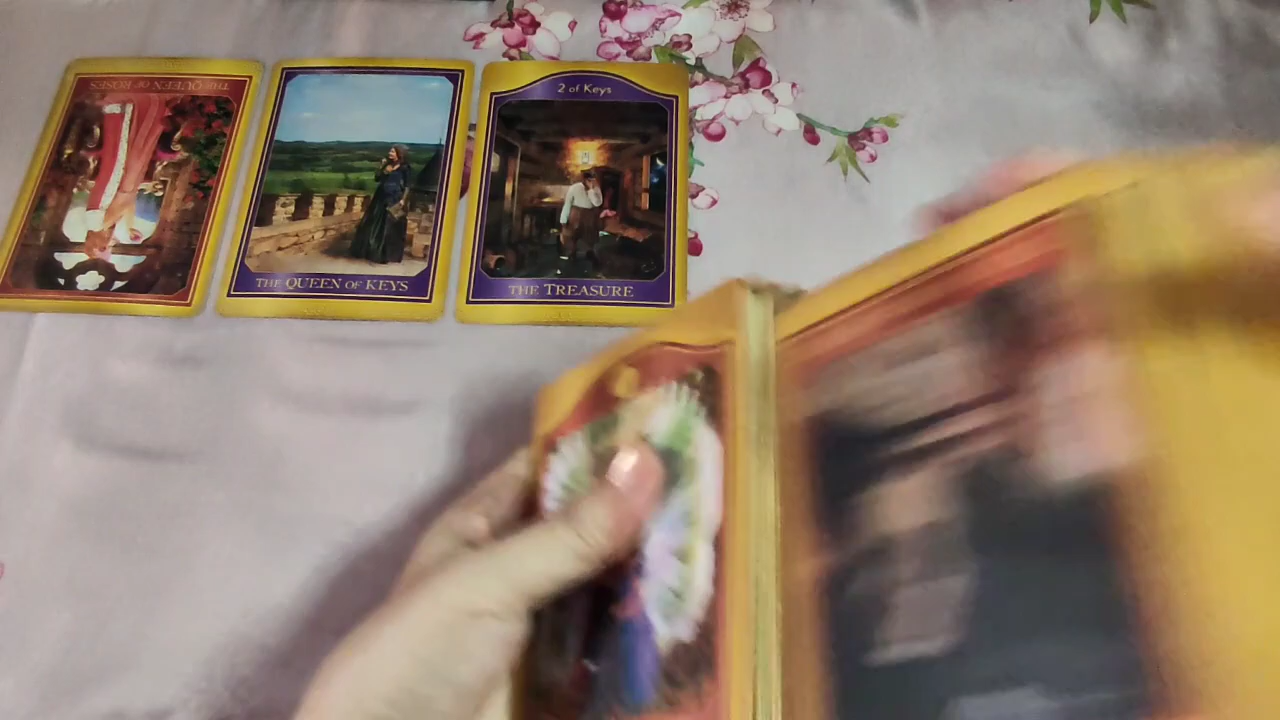 THE QUEEN OF ROSES
THE QUEEN OF KEYS
2 of Keys
THE TREASURE